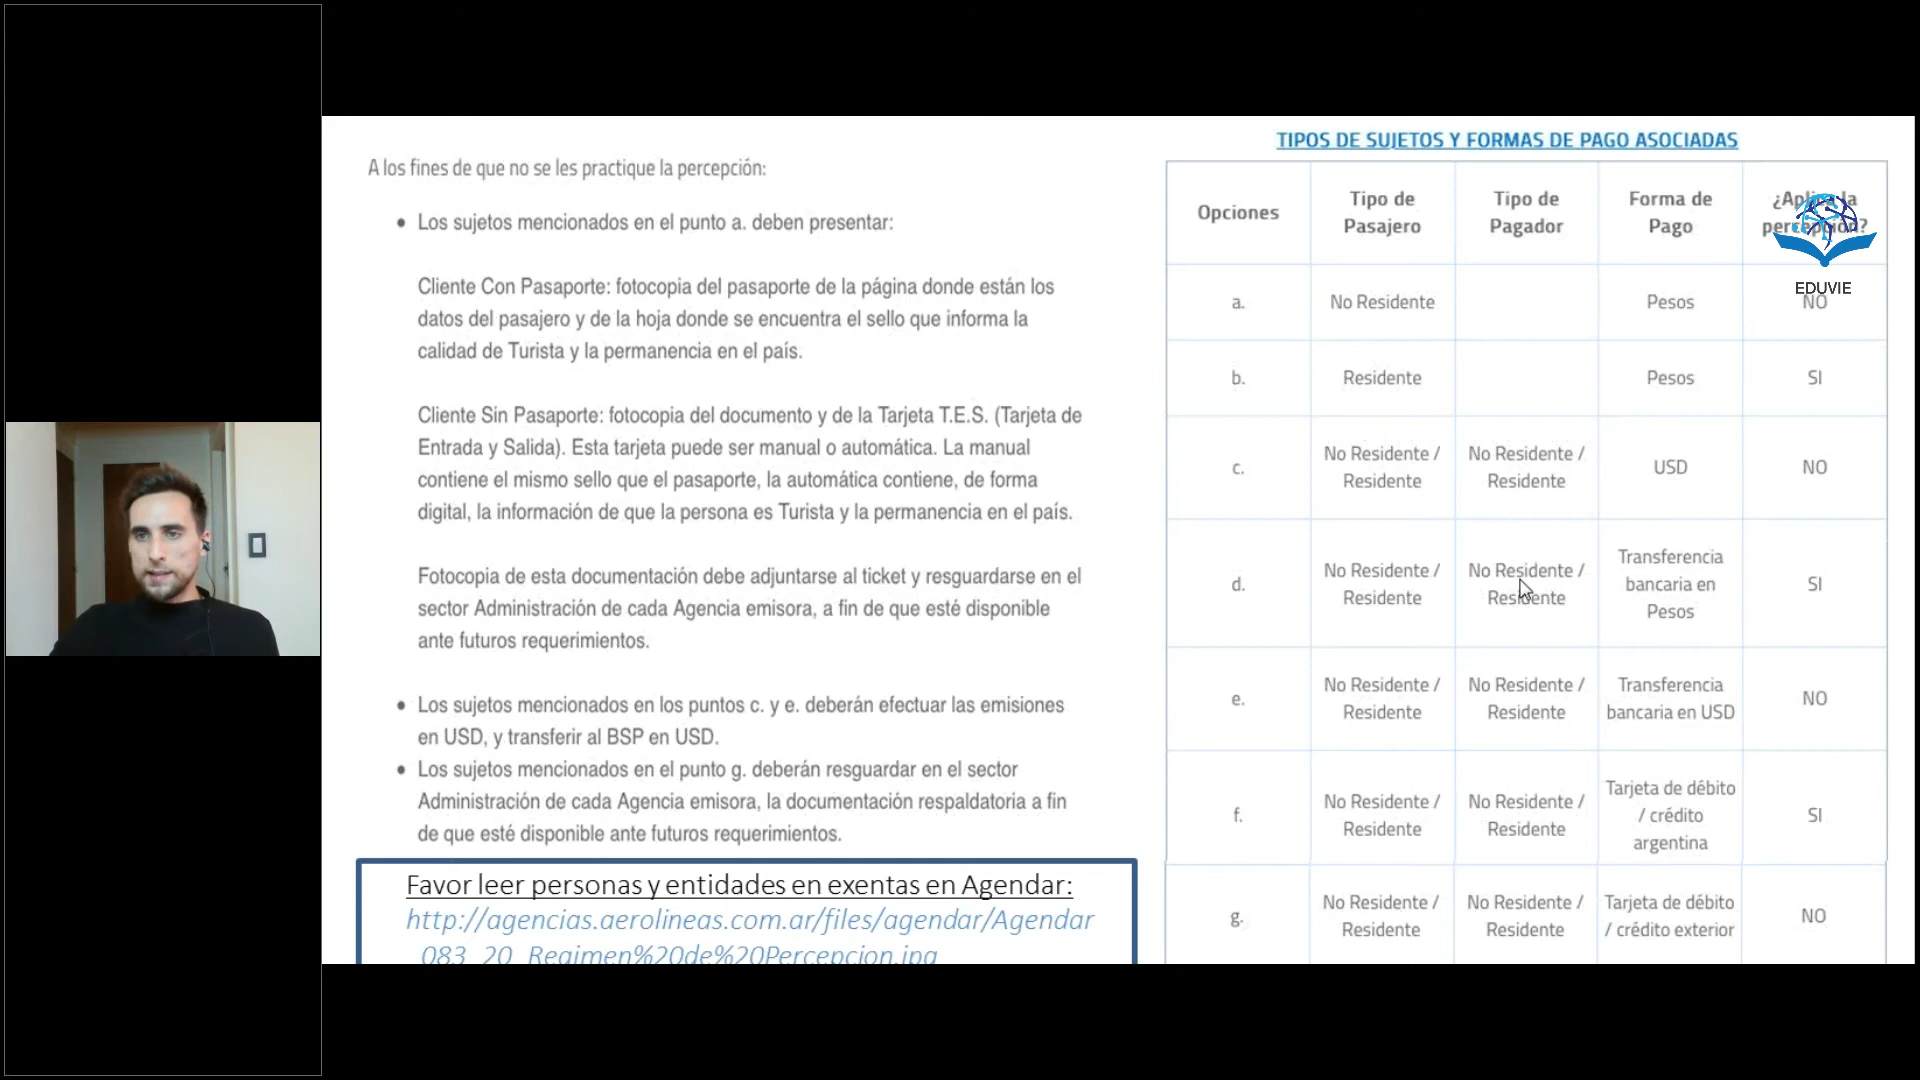 A los fines de que no se les practique la percepción:
• Los sujetos mencionados en el punto a. deben presentar:
Cliente Con Pasaporte: fotocopia del pasaporte de la página donde están los
datos del pasajero y de la hoja donde se encuentra el sello que informa la
calidad de Turista y la permanencia en el país.
Cliente Sin Pasaporte: fotocopia del documento y de la Tarjeta T.E.S. (Tarjeta de
Entrada y Salida). Esta tarjeta puede ser manual o automática. La manual
contiene el mismo sello que el pasaporte, la automática contiene, de forma
digital, la información de que la persona es Turista y la permanencia en el país.
Fotocopia de esta documentación debe adjuntarse al ticket y resguardarse en el
sector Administración de cada Agencia emisora, a fin de que esté disponible
ante futuros requerimientos.
• Los sujetos mencionados en los puntos c. y e. deberán efectuar las emisiones
en USD, y transferir al BSP en USD.
• Los sujetos mencionados en el punto g. deberán resguardar en el sector
Administración de cada Agencia emisora, la documentación respaldatoria a fin
de que esté disponible ante futuros requerimientos.
Favor leer personas y entidades en exentas en Agendar:
http://agencias.aerolineas.com.ar/files/agendar/Agendar
_083_20_Regimen%20de%20Percepcion.jpg
TIPOS DE SUJETOS Y FORMAS DE PAGO ASOCIADAS
Opciones
Tipo de
Pasajero
Tipo de
Pagador
Forma de
Pago
¿Aplica la
percepción?
EDUVIE
a.
No Residente
Pesos
NO
b.
Residente
Pesos
SI
c.
No Residente /
Residente
No Residente /
Residente
USD
NO
d.
No Residente /
Residente
No Residente /
Residente
Transferencia
bancaria en
Pesos
SI
e.
No Residente /
Residente
No Residente /
Residente
Transferencia
bancaria en USD
NO
f.
No Residente /
Residente
No Residente /
Residente
Tarjeta de débito
/ crédito
argentina
SI
g.
No Residente /
Residente
No Residente /
Residente
Tarjeta de débito
/ crédito exterior
NO